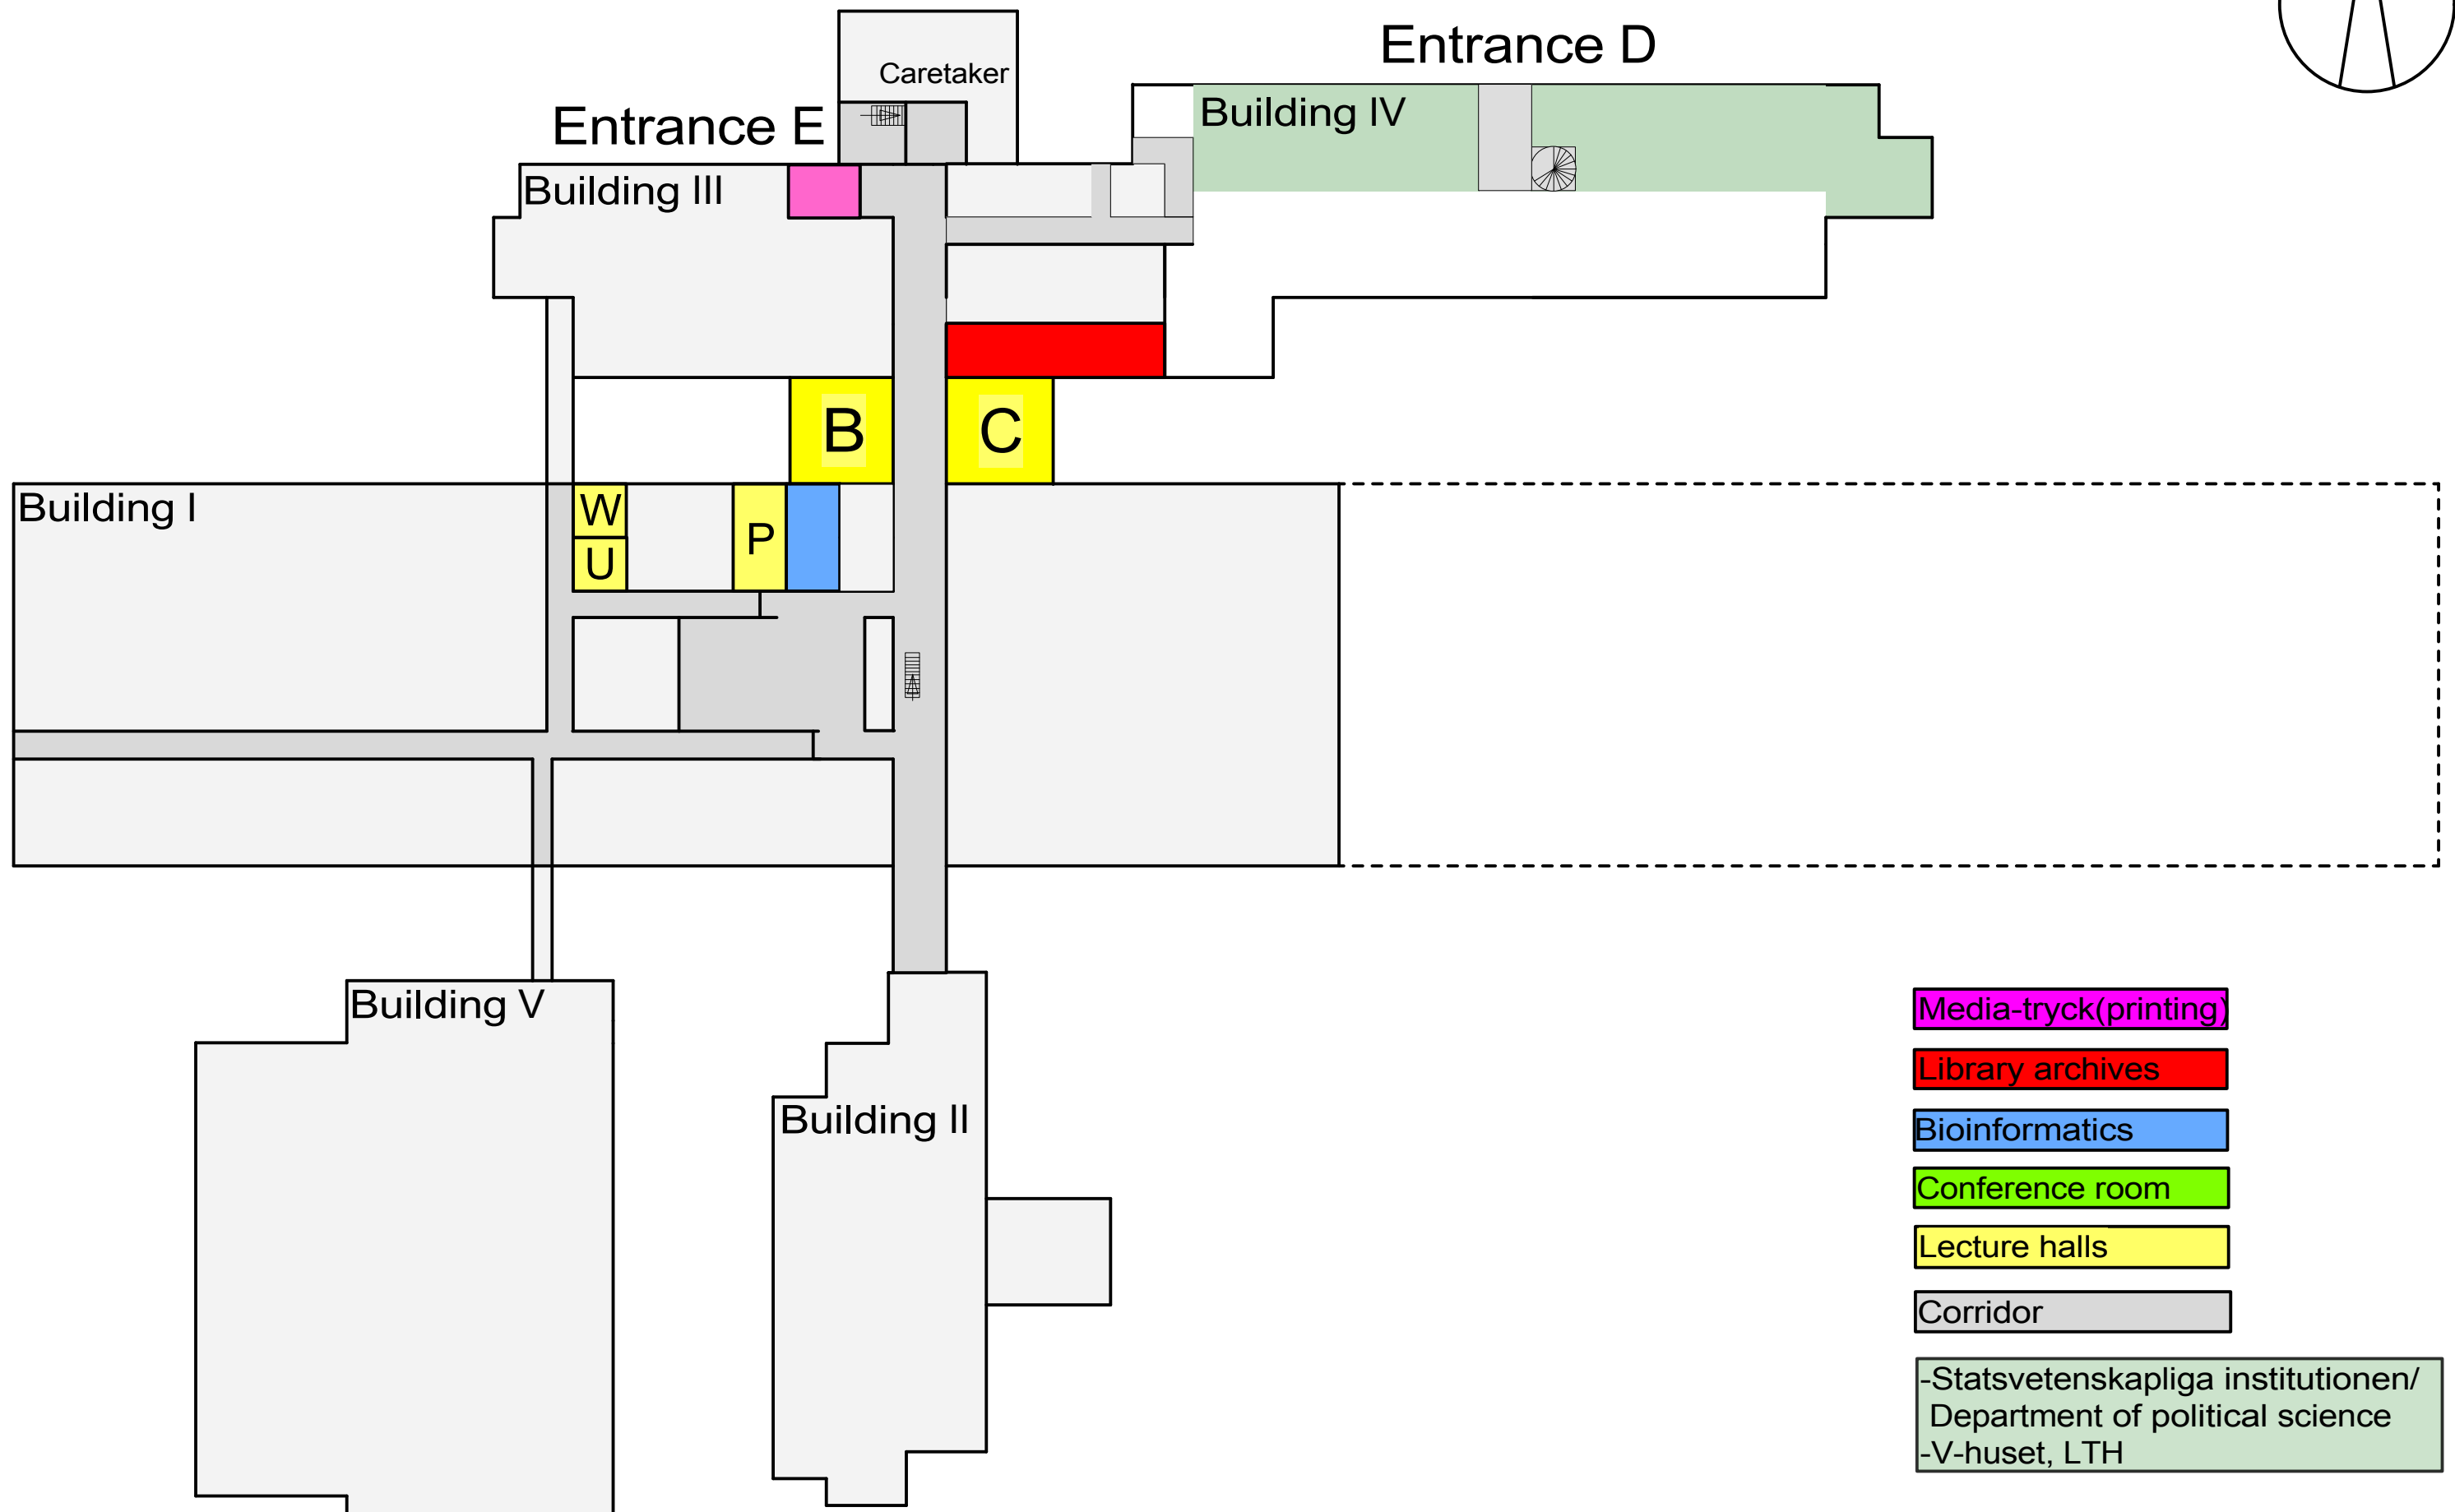 Entrance D
Caretaker
Entrance E
Building IV
Building III
B
C
Building I
W
P
U
Building V
Building II
Media-tryck(printing)
Library archives
Bioinformatics
Conference room
Lecture halls
Corridor
-Statsvetenskapliga institutionen/
Department of political science
-V-huset, LTH